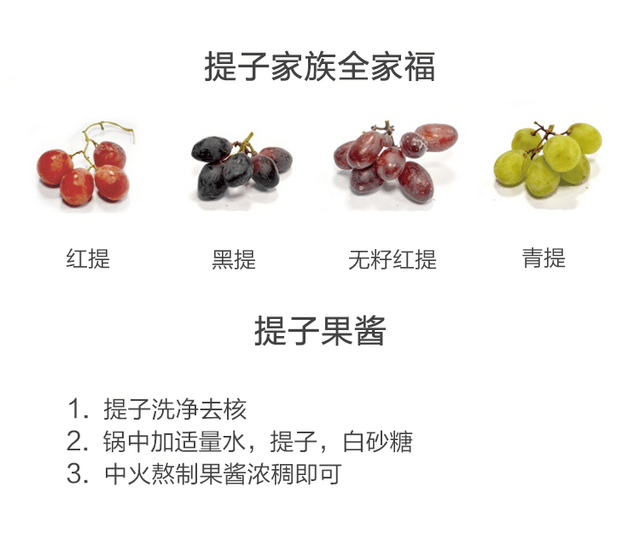 提子家族全家福
红提
黑提
无籽红提
青提
提子果酱
1. 提子洗净去核
2. 锅中加适量水，提子，白砂糖
3. 中火熬制果酱浓稠即可